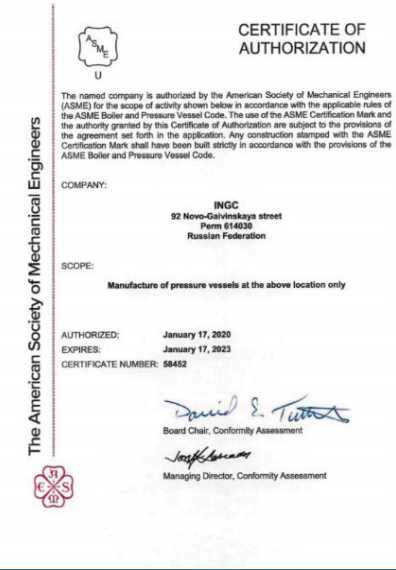 ASME
U
CERTIFICATE OF
AUTHORIZATION
The named company is authorized by the American Society of Mechanical Engineers
(ASME) for the scope of activity shown below in accordance with the applicable rules of
the ASME Boiler and Pressure Vessel Code. The use of the ASME Certification Mark and
the authority granted by this Certificate of Authorization are subject to the provisions of
the agreement set forth in the application. Any construction stamped with the ASME
Certification Mark shall have been built strictly in accordance with the provisions of the
ASME Boiler and Pressure Vessel Code.
COMPANY:
INGC
92 Novo-Gaivinskaya street
Perm 614030
Russian Federation
SCOPE:
Manufacture of pressure vessels at the above location only
AUTHORIZED: January 17, 2020
EXPIRES: January 17, 2023
CERTIFICATE NUMBER: 58452
David E. Tuttle
Board Chair, Conformity Assessment
Managing Director, Conformity Assessment
The American Society of Mechanical Engineers
ASME